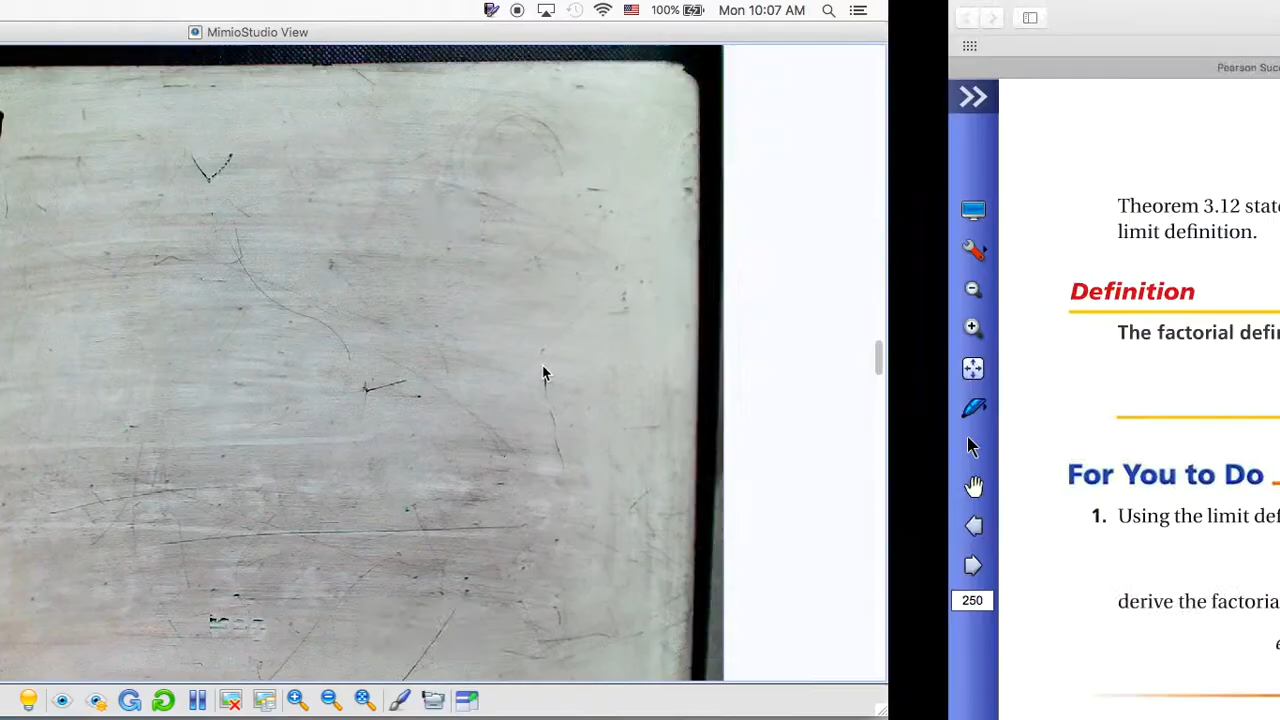 100% Mon 10:07 AM
MimioStudio View
Pearson Suc
Theorem 3.12 state
limit definition.
Definition
The factorial defi
For You to Do
1. Using the limit def
derive the factoria
e
250